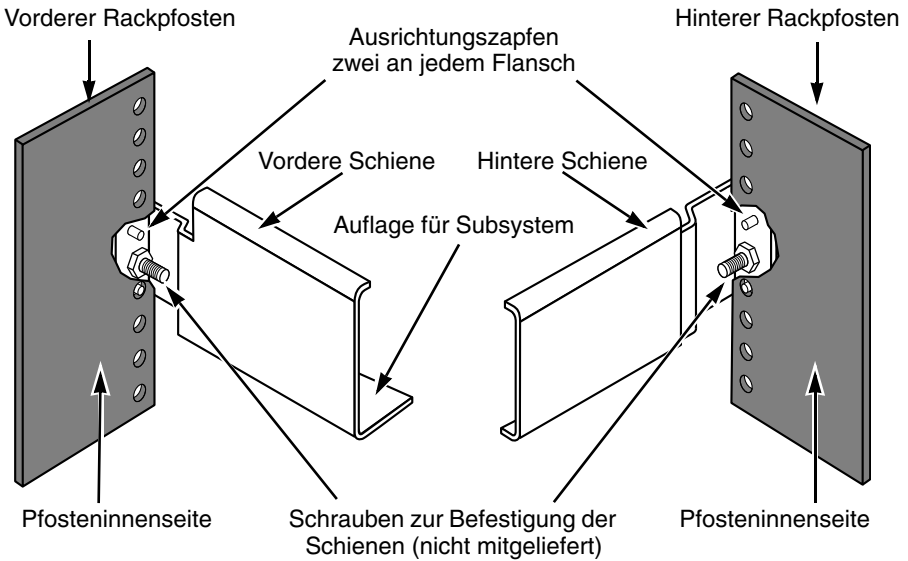 Vorderer Rackpfosten
Hinterer Rackpfosten
Ausrichtungszapfen
zwei an jedem Flansch
Vordere Schiene
Hintere Schiene
Auflage für Subsystem
Pfosteninnenseite
Schrauben zur Befestigung der
Schienen (nicht mitgeliefert)
Pfosteninnenseite